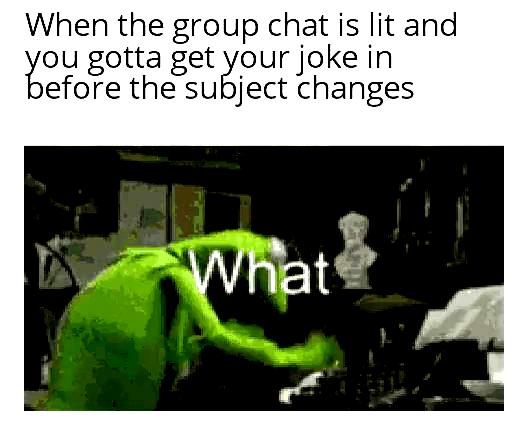 When the group chat is lit and
you gotta get your joke in
before the subject changes
What